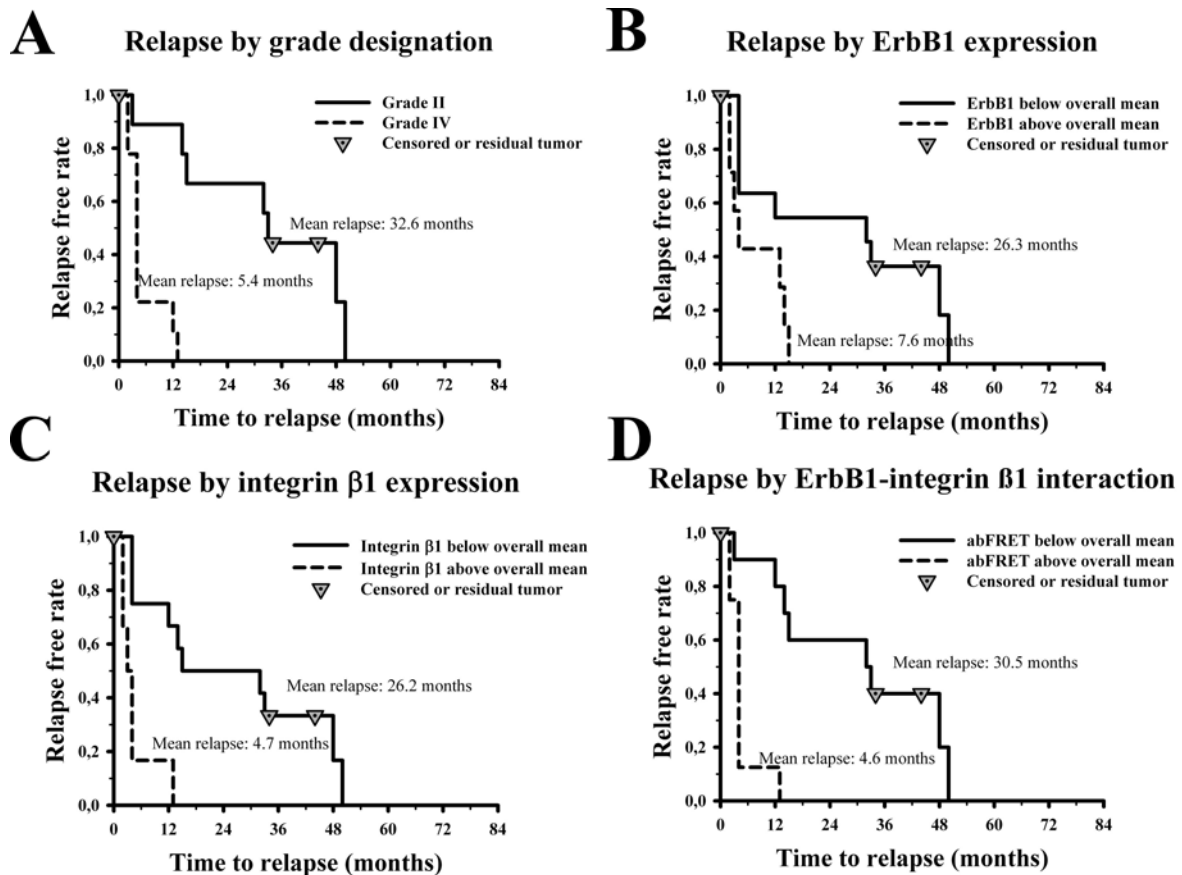 A
Relapse by grade designation
Grade II
Grade IV
Censored or residual tumor
Relapse free rate
1,0
0,8
0,6
0,4
0,2
0,0
Mean relapse: 32.6 months
Mean relapse: 5.4 months
0 12 24 36 48 60 72 84
Time to relapse (months)
B
Relapse by ErbB1 expression
ErbB1 below overall mean
ErbB1 above overall mean
Censored or residual tumor
Relapse free rate
1,0
0,8
0,6
0,4
0,2
0,0
Mean relapse: 26.3 months
Mean relapse: 7.6 months
0 12 24 36 48 60 72 84
Time to relapse (months)
C
Relapse by integrin β1 expression
Integrin β1 below overall mean
Integrin β1 above overall mean
Censored or residual tumor
Relapse free rate
1,0
0,8
0,6
0,4
0,2
0,0
Mean relapse: 26.2 months
Mean relapse: 4.7 months
0 12 24 36 48 60 72 84
Time to relapse (months)
D
Relapse by ErbB1-integrin ß1 interaction
abFRET below overall mean
abFRET above overall mean
Censored or residual tumor
Relapse free rate
1,0
0,8
0,6
0,4
0,2
0,0
Mean relapse: 30.5 months
Mean relapse: 4.6 months
0 12 24 36 48 60 72 84
Time to relapse (months)